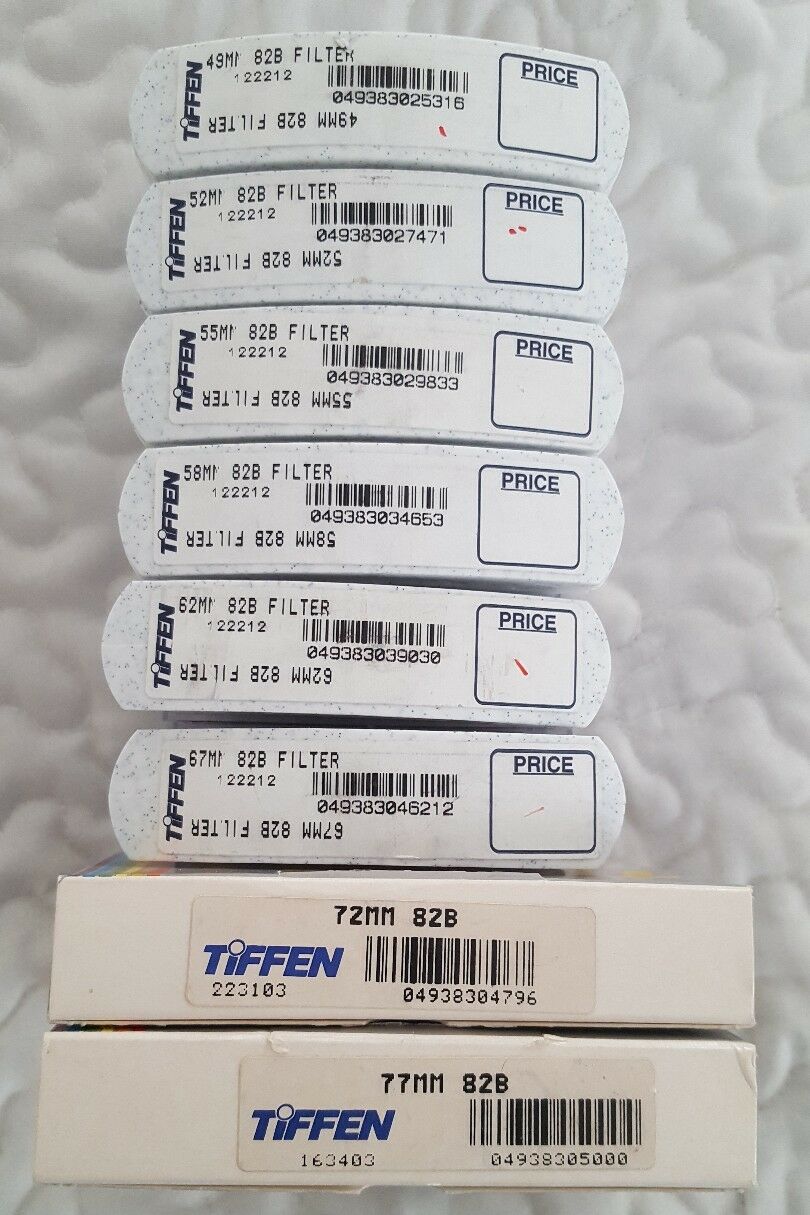 49MM 82B FILTER
122212
049383025316
TIFFEN
49MM 82B FILTER
PRICE
52MM 82B FILTER
122212
049383027471
TIFFEN
52MM 82B FILTER
PRICE
55MM 82B FILTER
122212
049383029833
TIFFEN
55MM 82B FILTER
PRICE
58MM 82B FILTER
122212
049383034653
TIFFEN
58MM 82B FILTER
PRICE
62MM 82B FILTER
122212
049383039030
TIFFEN
62MM 82B FILTER
PRICE
67MM 82B FILTER
122212
049383046212
TIFFEN
67MM 82B FILTER
PRICE
72MM 82B
TIFFEN
223103
04938304796
77MM 82B
TIFFEN
163403
04938305000